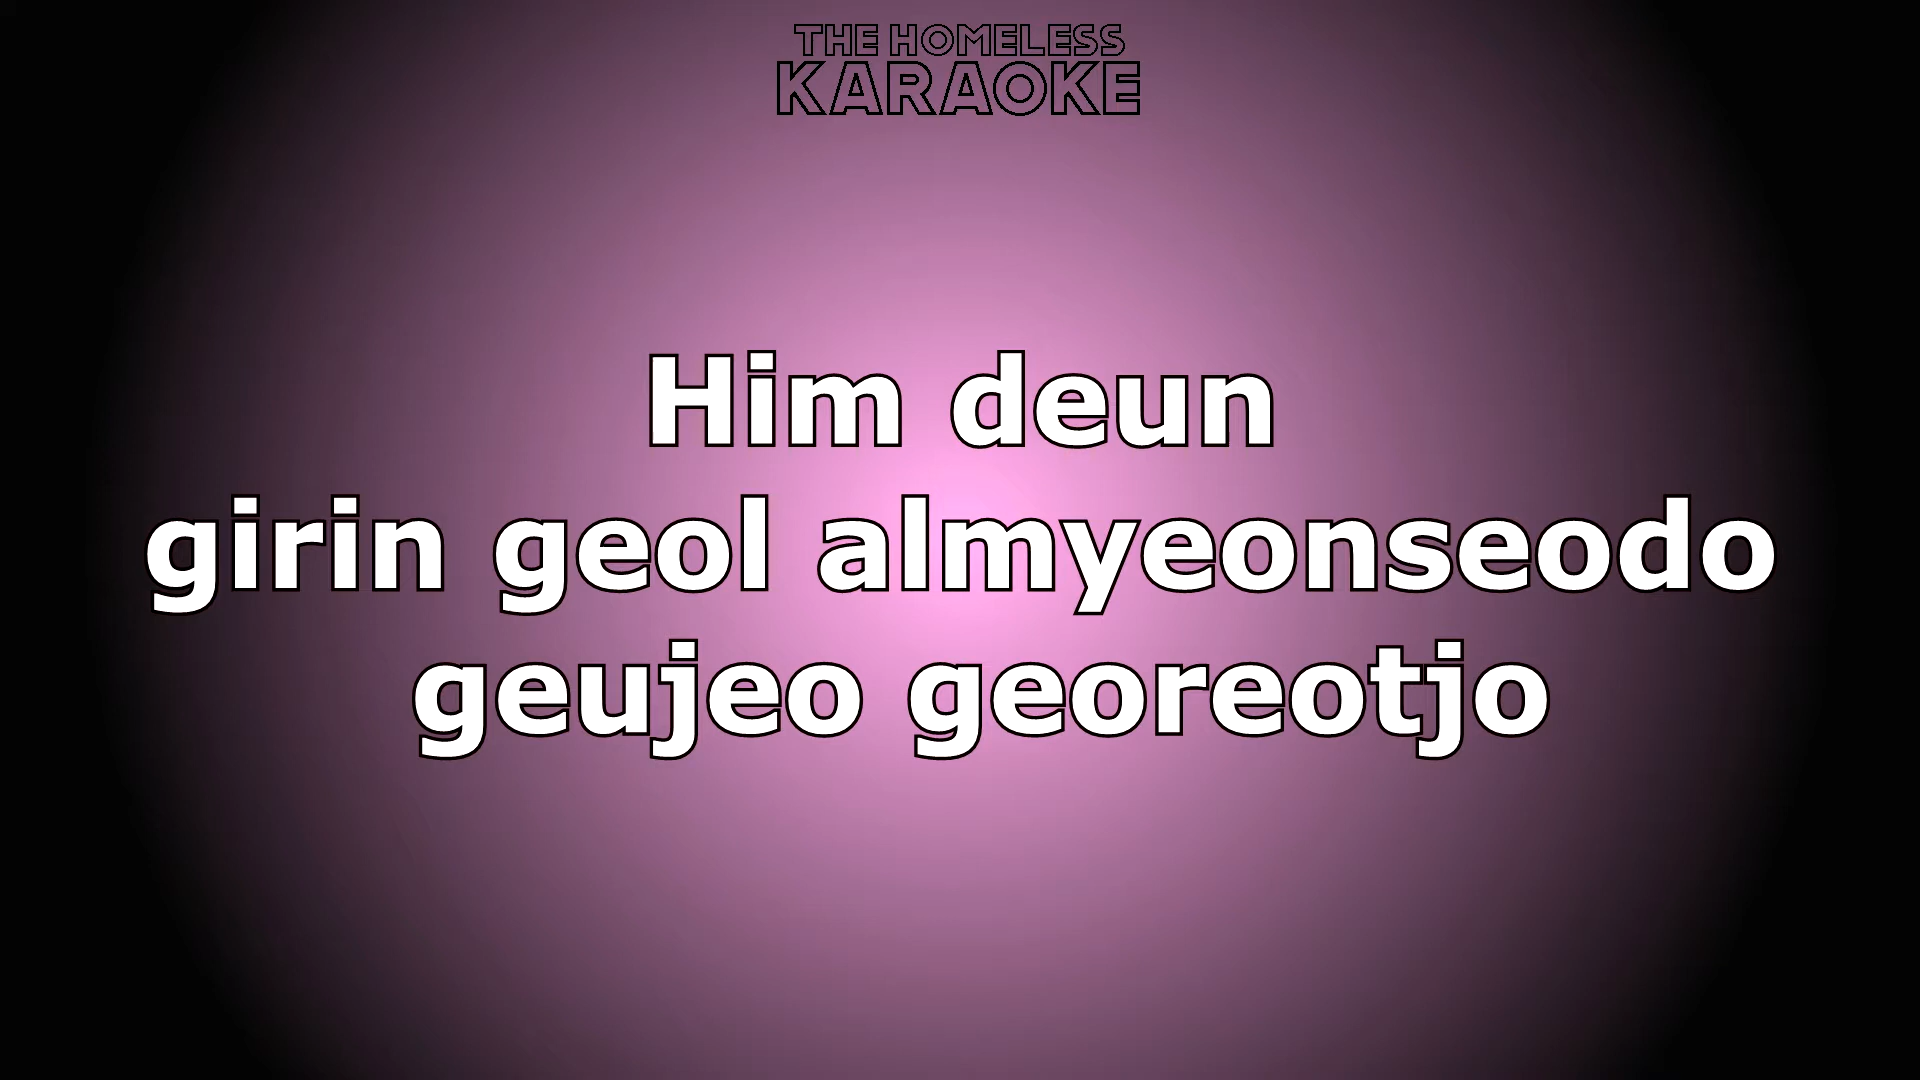 THE HOMELESS
KARAOKE
Him deun
girin geol almyeonseodo
geujeo georeotjo